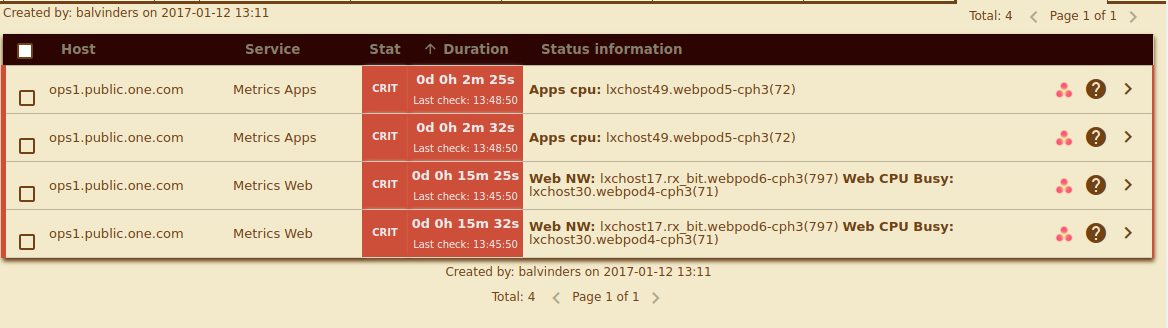 Created by: balvinders on 2017-01-12 13:11
Total: 4 Page 1 of 1
Host Service Stat Duration Status information
ops1.public.one.com Metrics Apps CRIT 0d 0h 2m 25s Apps cpu: lxchost49.webpod5-cph3(72)
Last check: 13:48:50
ops1.public.one.com Metrics Apps CRIT 0d 0h 2m 32s Apps cpu: lxchost49.webpod5-cph3(72)
Last check: 13:48:50
ops1.public.one.com Metrics Web CRIT 0d 0h 15m 25s Web NW: lxchost17.rx_bit.webpod6-cph3(797) Web CPU Busy:
Last check: 13:45:50 lxchost30.webpod4-cph3(71)
ops1.public.one.com Metrics Web CRIT 0d 0h 15m 32s Web NW: lxchost17.rx_bit.webpod6-cph3(797) Web CPU Busy:
Last check: 13:45:50 lxchost30.webpod4-cph3(71)
Created by: balvinders on 2017-01-12 13:11
Total: 4 Page 1 of 1